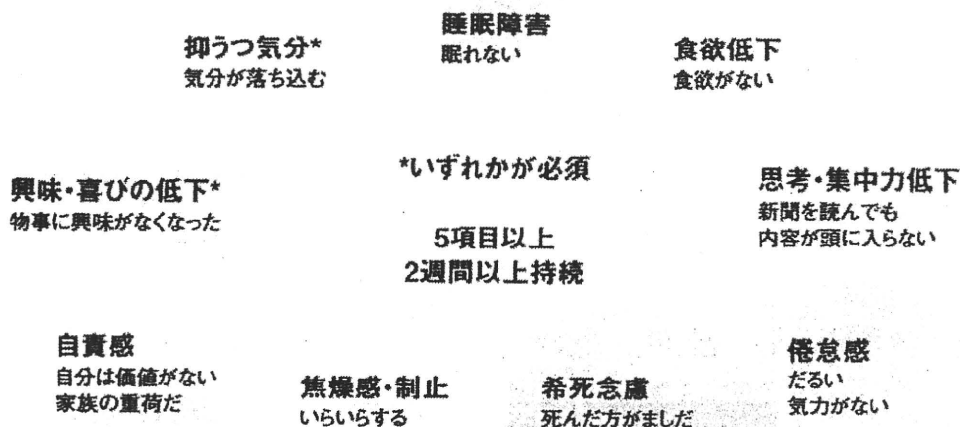 睡眠障害
眠れない
抑うつ気分*
気分が落ち込む
食欲低下
食欲がない
*いずれかが必須
興味・喜びの低下*
物事に興味がなくなった
思考・集中力低下
新聞を読んでも
内容が頭に入らない
5項目以上
2週間以上持続
自責感
自分は価値がない
家族の重荷だ
焦燥感・制止
いらいらする
希死念慮
死んだ方がましだ
倦怠感
だるい
気力がない